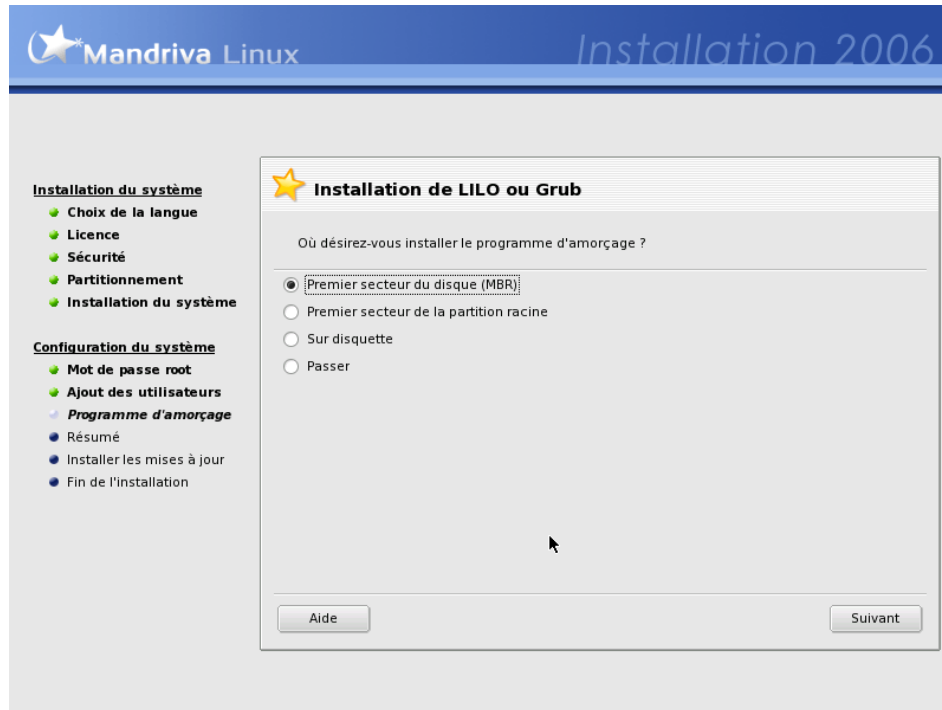 Mandriva Linux
Installation 2006
Installation du système
Choix de la langue
Licence
Sécurité
Partitionnement
Installation du système
Configuration du système
Mot de passe root
Ajout des utilisateurs
Programme d'amorçage
Résumé
Installer les mises à jour
Fin de l'installation
Installation de LILO ou Grub
Où désirez-vous installer le programme d'amorçage ?
Premier secteur du disque (MBR)
Premier secteur de la partition racine
Sur disquette
Passer
Aide
Suivant